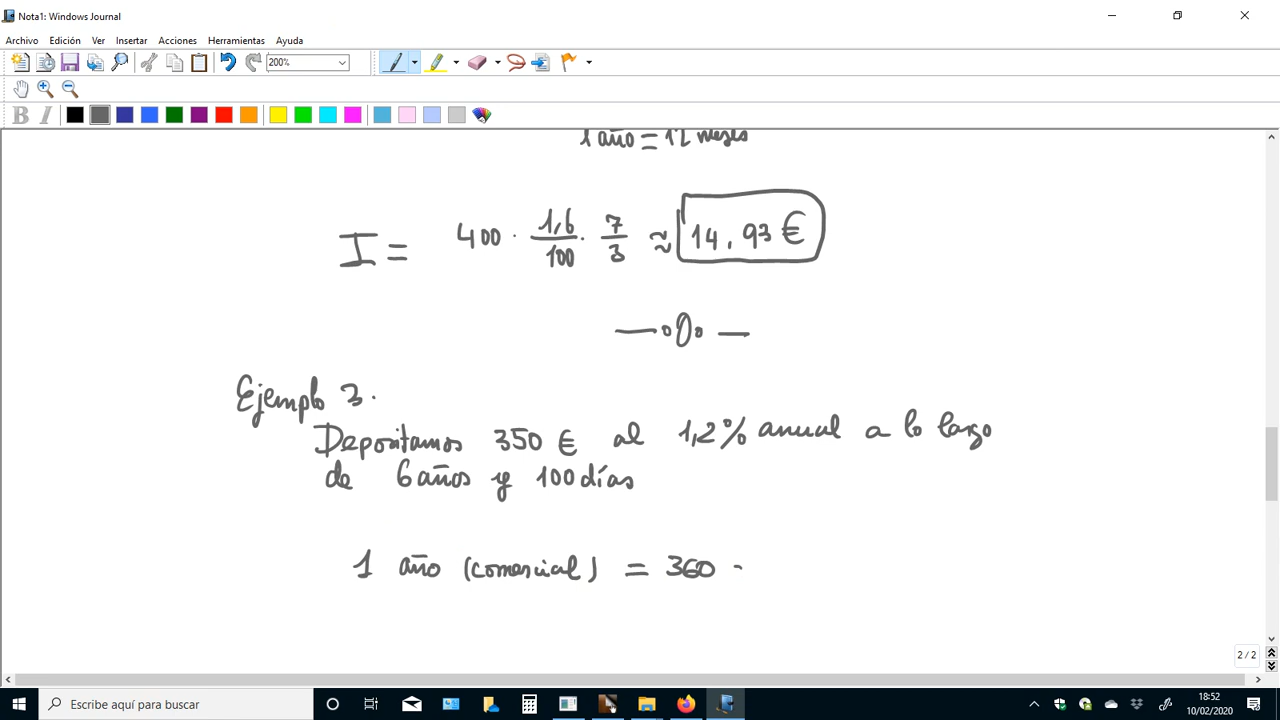 Nota1: Windows Journal
Archivo Edición Ver Insertar Acciones Herramientas Ayuda
200%
B I
1 año = 12 meses
I = 400 · 1,6/100 · 7/3 ≈ 14.93 €
Ejemplo 3.
Depositamos 350 € al 1,2% anual a lo largo
de 6 años y 100 días
1 año (comercial) = 360
2 / 2
Escribe aquí para buscar
18:52
10/02/2020